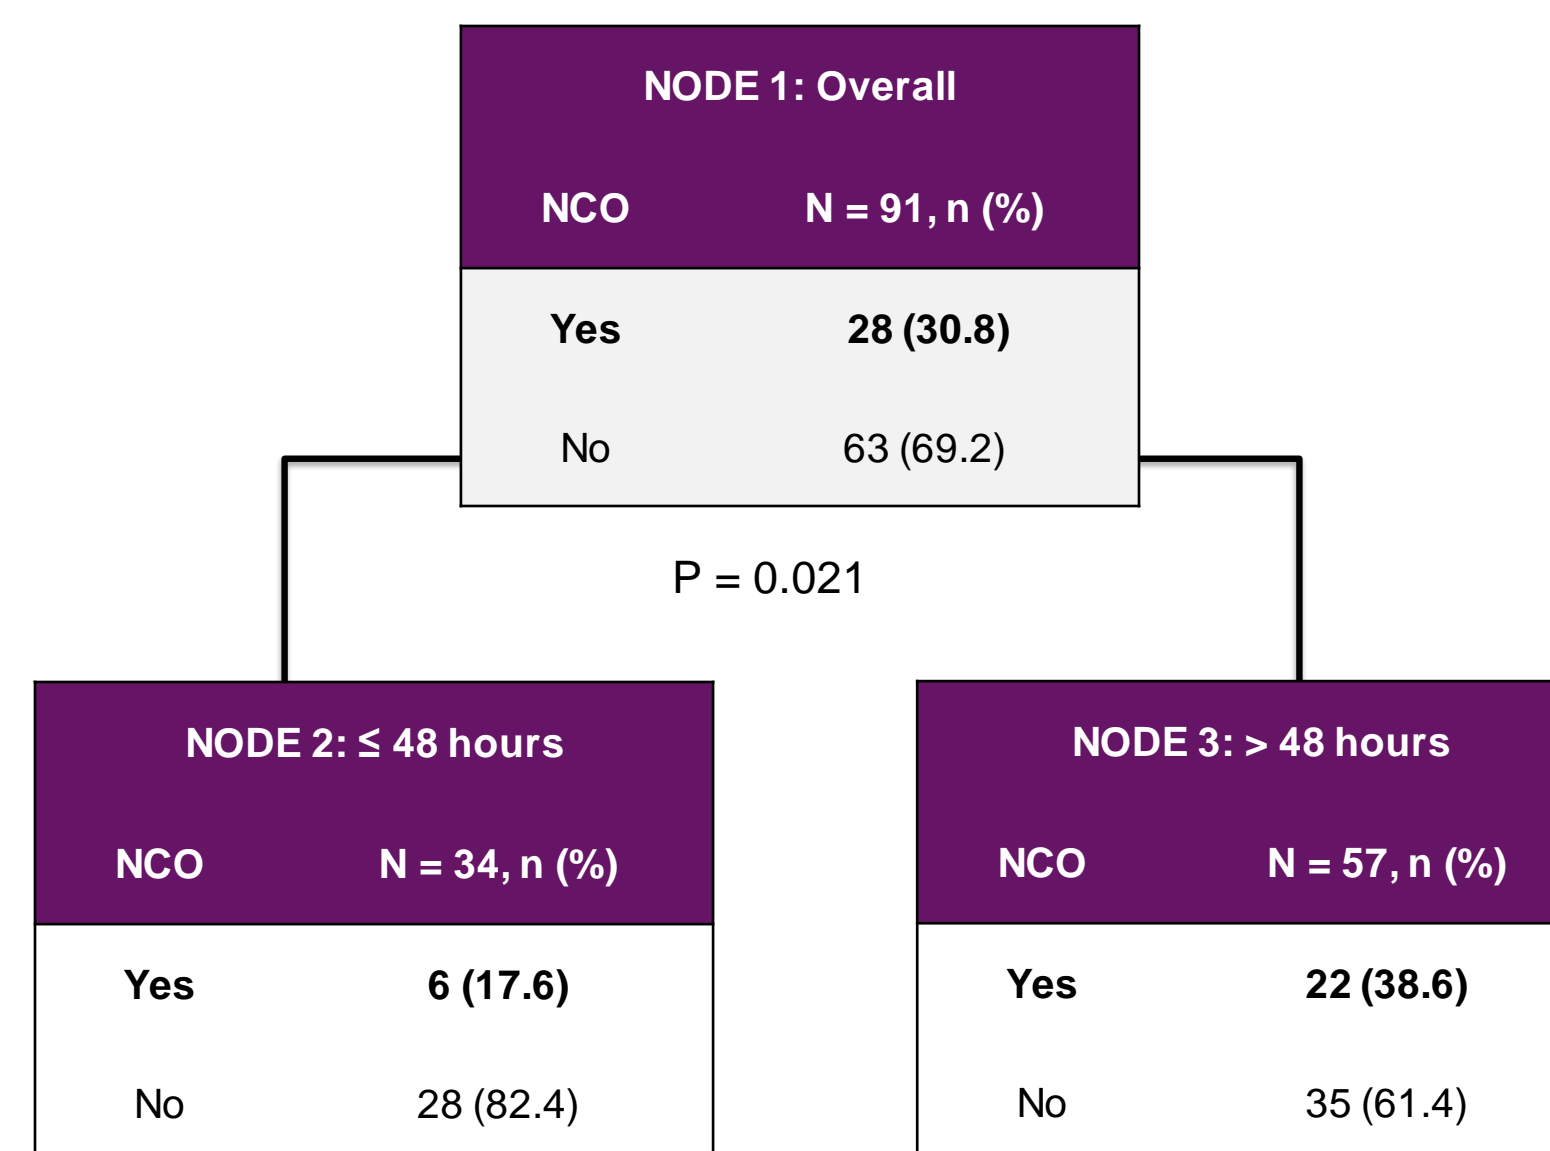 NODE 1: Overall
NCO N = 91, n (%)
Yes 28 (30.8)
No 63 (69.2)
P = 0.021
NODE 2: ≤ 48 hours
NCO N = 34, n (%)
Yes 6 (17.6)
No 28 (82.4)
NODE 3: > 48 hours
NCO N = 57, n (%)
Yes 22 (38.6)
No 35 (61.4)